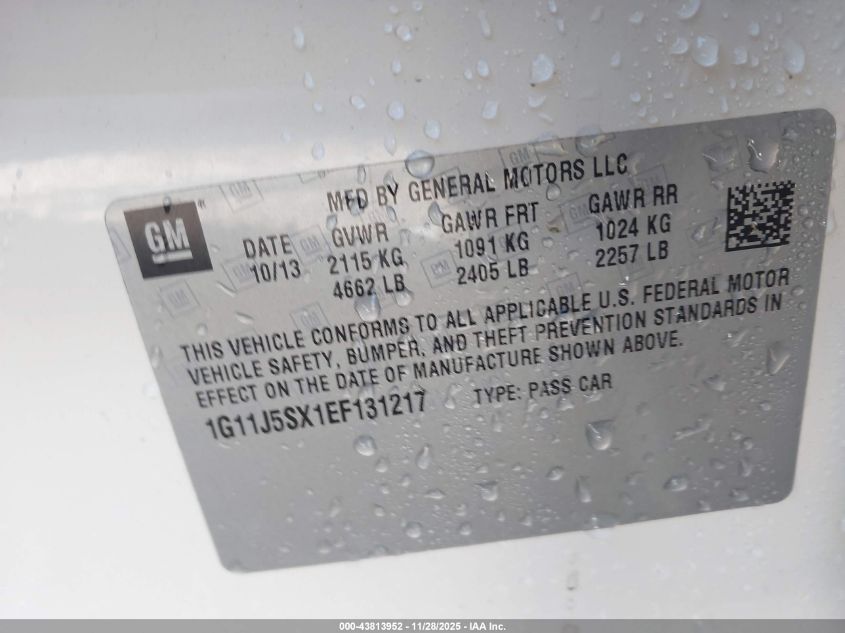 GM
MFD BY GENERAL MOTORS LLC
DATE GVWR GAWR FRT GAWR RR
10/13 2115 KG 1091 KG 1024 KG
4662 LB 2405 LB 2257 LB
THIS VEHICLE CONFORMS TO ALL APPLICABLE U.S. FEDERAL MOTOR
VEHICLE SAFETY, BUMPER, AND THEFT PREVENTION STANDARDS IN
EFFECT ON THE DATE OF MANUFACTURE SHOWN ABOVE.
1G11J5SX1EF131217 TYPE: PASS CAR
000-43813952 | 11/28/2025 - IAA Inc.